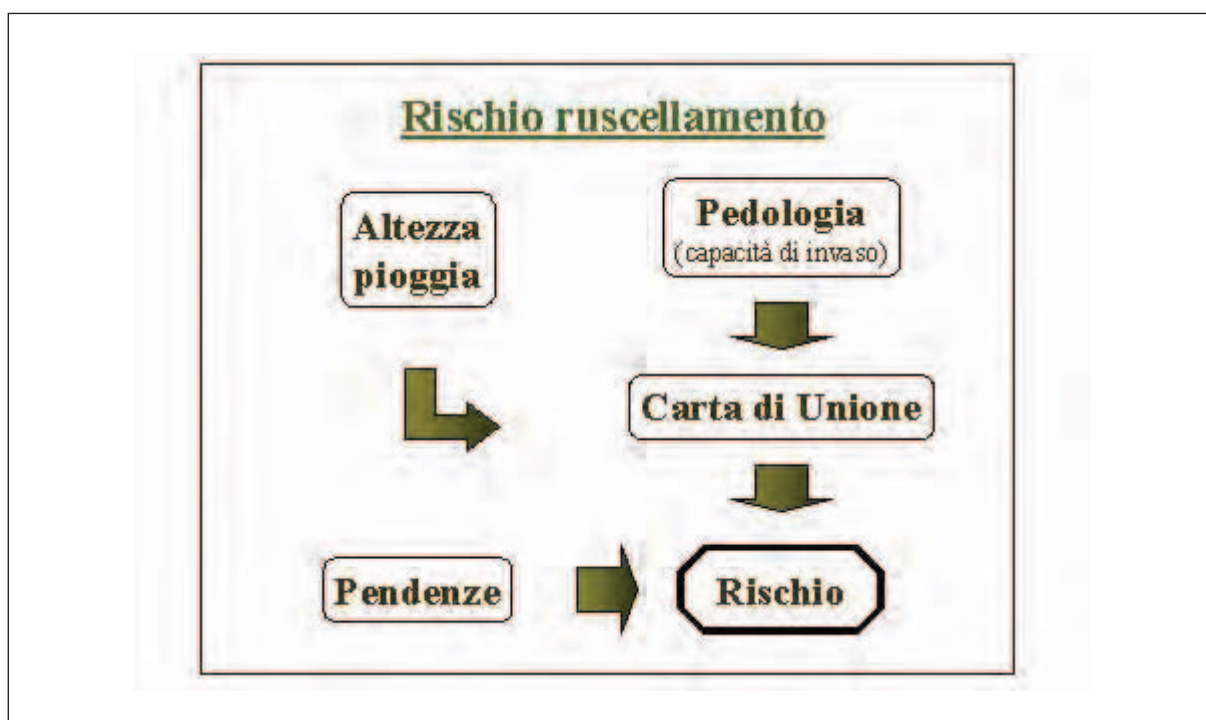 Rischio ruscellamento
Altezza
pioggia
Pedologia
(capacità di invaso)
Carta di Unione
Pendenze
Rischio